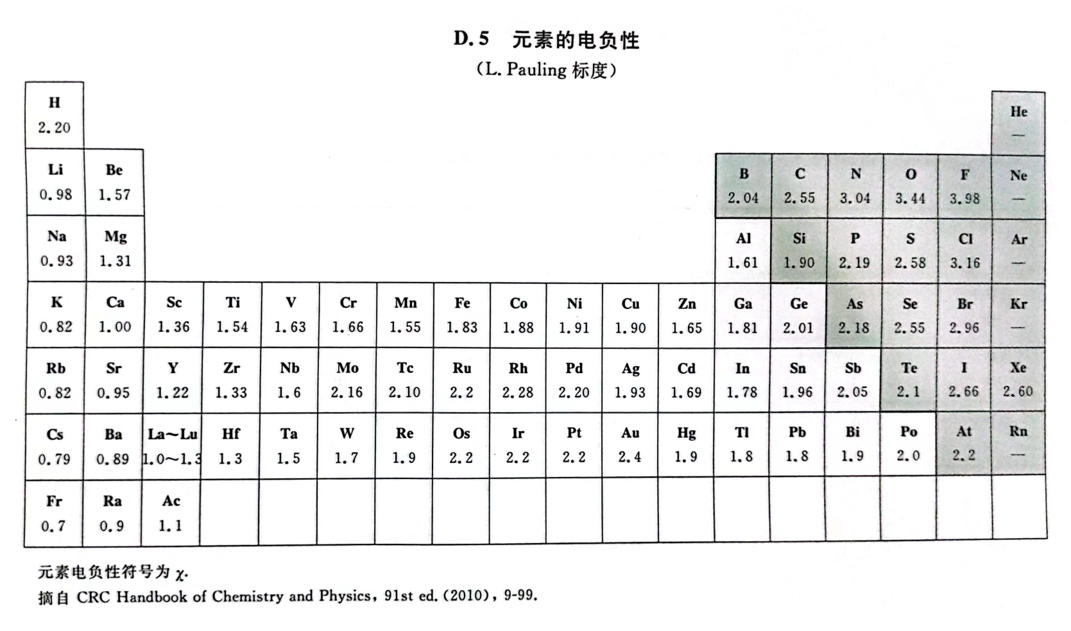 D.5 元素的电负性
(L. Pauling 标度)
H He
2.20 —
Li Be B C N O F Ne
0.98 1.57 2.04 2.55 3.04 3.44 3.98 —
Na Mg Al Si P S Cl Ar
0.93 1.31 1.61 1.90 2.19 2.58 3.16 —
K Ca Sc Ti V Cr Mn Fe Co Ni Cu Zn Ga Ge As Se Br Kr
0.82 1.00 1.36 1.54 1.63 1.66 1.55 1.83 1.88 1.91 1.90 1.65 1.81 2.01 2.18 2.55 2.96 —
Rb Sr Y Zr Nb Mo Tc Ru Rh Pd Ag Cd In Sn Sb Te I Xe
0.82 0.95 1.22 1.33 1.6 2.16 2.10 2.2 2.28 2.20 1.93 1.69 1.78 1.96 2.05 2.1 2.66 2.60
Cs Ba La~Lu Hf Ta W Re Os Ir Pt Au Hg Tl Pb Bi Po At Rn
0.79 0.89 1.0~1.3 1.3 1.5 1.7 1.9 2.2 2.2 2.2 2.4 1.9 1.8 1.8 1.9 2.0 2.2 —
Fr Ra Ac
0.7 0.9 1.1
元素电负性符号为 χ.
摘自 CRC Handbook of Chemistry and Physics, 91st ed. (2010), 9-99.